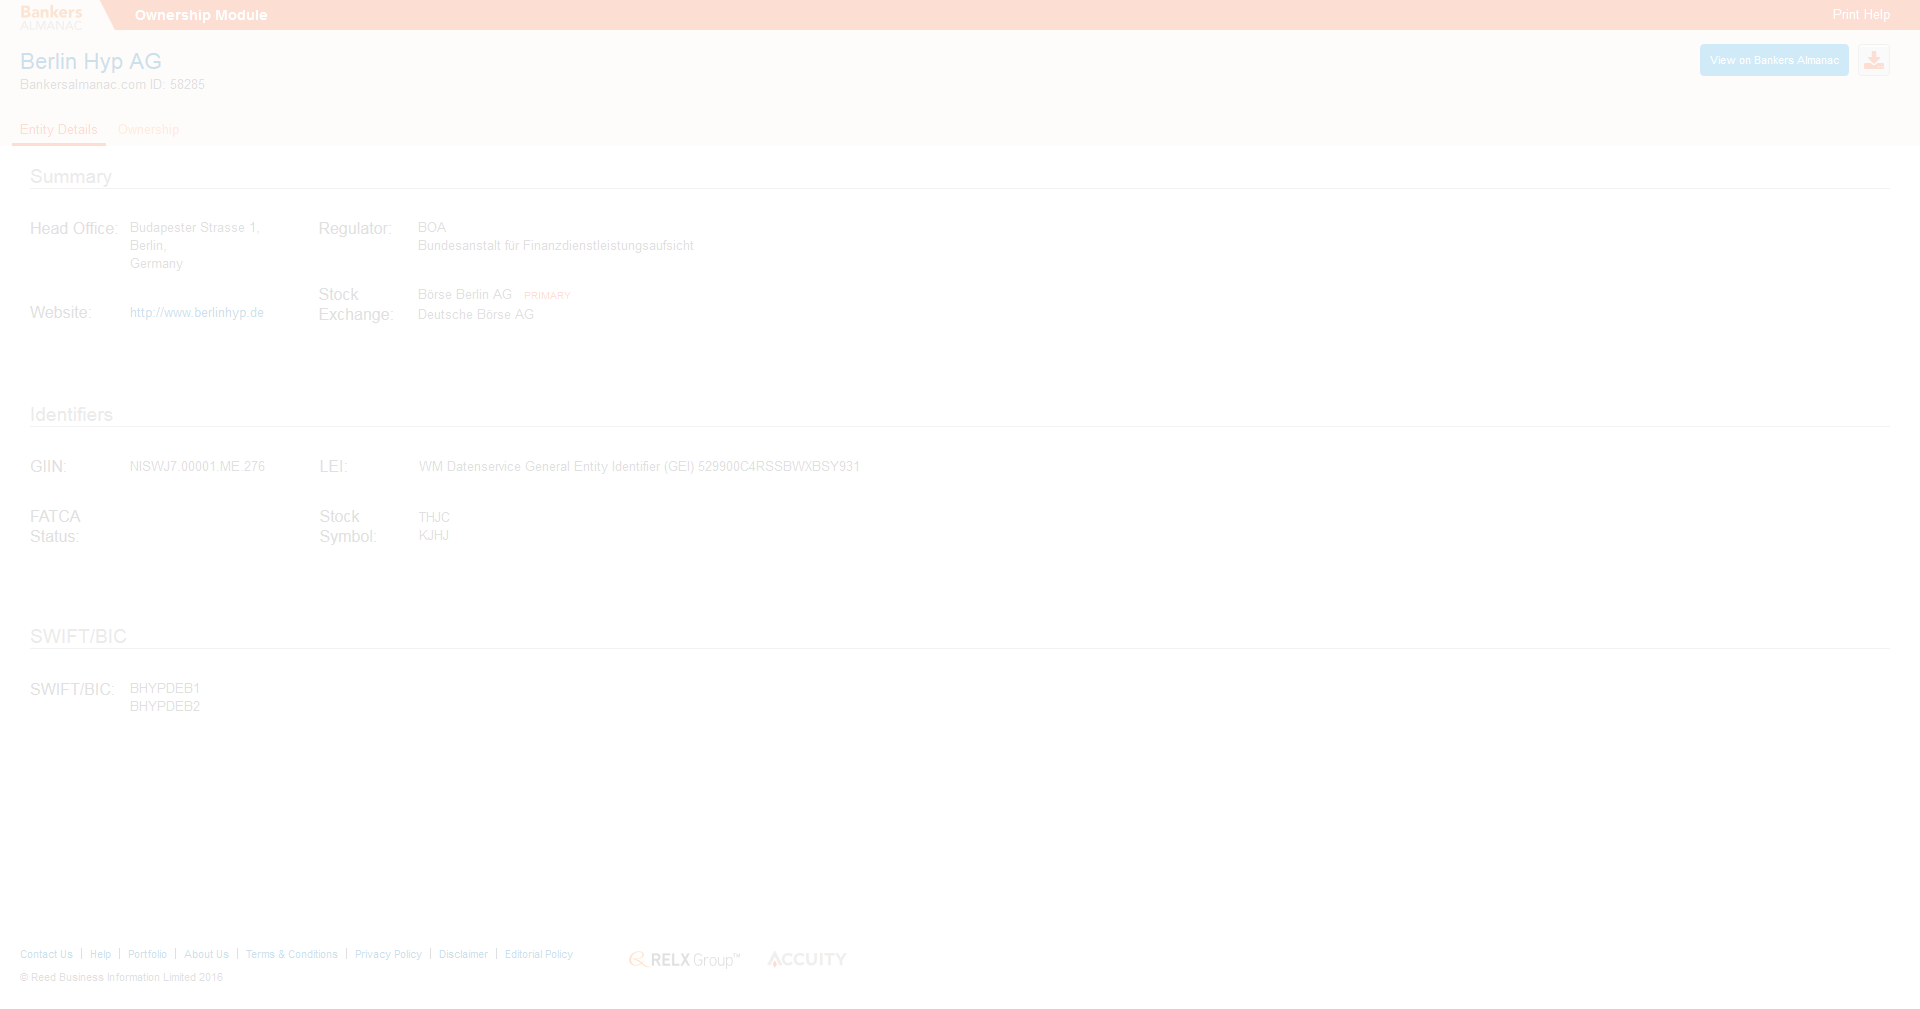 Bankers
ALMANAC
Ownership Module
Print Help
Berlin Hyp AG
Bankersalmanac.com ID: 58285
View on Bankers Almanac
Entity Details Ownership
Summary
Head Office: Budapester Strasse 1,
Berlin,
Germany
Regulator: BOA
Bundesanstalt für Finanzdienstleistungsaufsicht
Website: http://www.berlinhyp.de
Stock
Exchange:
Börse Berlin AG PRIMARY
Deutsche Börse AG
Identifiers
GIIN: NISWJ7.00001.ME.276
LEI: WM Datenservice General Entity Identifier (GEI) 529900C4RSSBWXBSY931
FATCA
Status:
Stock
Symbol:
THJC
KJHJ
SWIFT/BIC
SWIFT/BIC: BHYPDEB1
BHYPDEB2
Contact Us | Help | Portfolio | About Us | Terms & Conditions | Privacy Policy | Disclaimer | Editorial Policy
RELX Group™
ACCUITY
© Reed Business Information Limited 2016